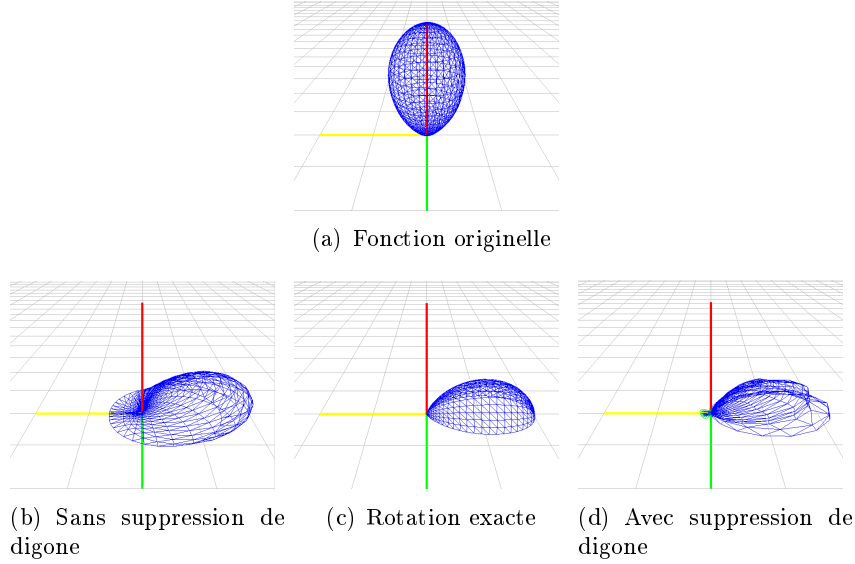 (a) Fonction originelle
(b) Sans suppression de
digone
(c) Rotation exacte
(d) Avec suppression de
digone